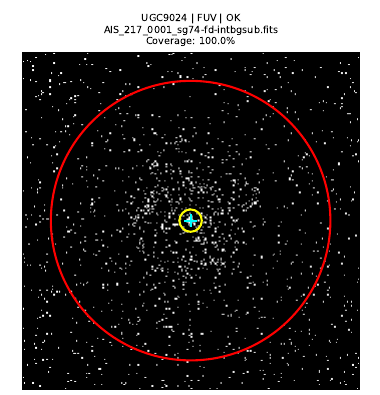 UGC9024 | FUV | OK
AIS_217_0001_sg74-fd-intbgsub.fits
Coverage: 100.0%